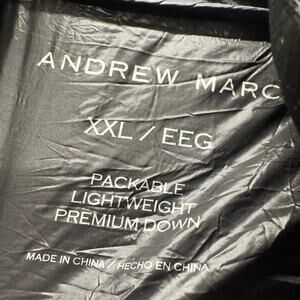 ANDREW MARC
XXL / EEG
PACKABLE
LIGHTWEIGHT
PREMIUM DOWN
MADE IN CHINA / HECHO EN CHINA